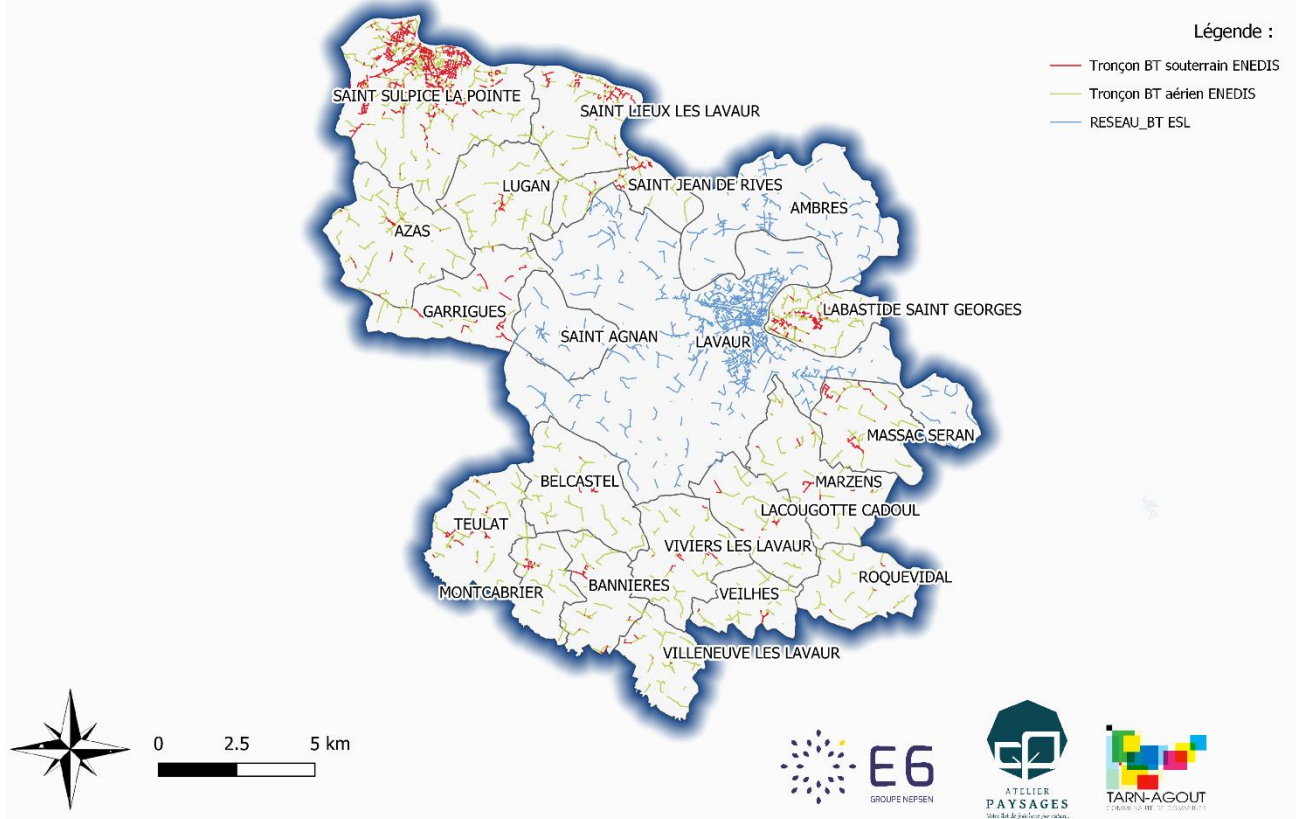 Légende :
Tronçon BT souterrain ENEDIS
Tronçon BT aérien ENEDIS
RESEAU_BT ESL
SAINT SULPICE LA POINTE
SAINT LIEUX LES LAVAUR
LUGAN
SAINT JEAN DE RIVES
AMBRES
AZAS
GARRIGUES
LABASTIDE SAINT GEORGES
SAINT AGNAN
LAVAUR
MASSAC SERAN
BELCASTEL
MARZENS
LACOUGOTTE CADOUL
TEULAT
VIVIERS LES LAVAUR
ROQUEVIDAL
MONTCABRIER
BANNIERES
VEILHES
VILLENEUVE LES LAVAUR
0 2.5 5 km
E6
GROUPE NEPSEN
ATELIER
PAYSAGES
TARN-AGOUT
COMMUNAUTÉ DE COMMUNES